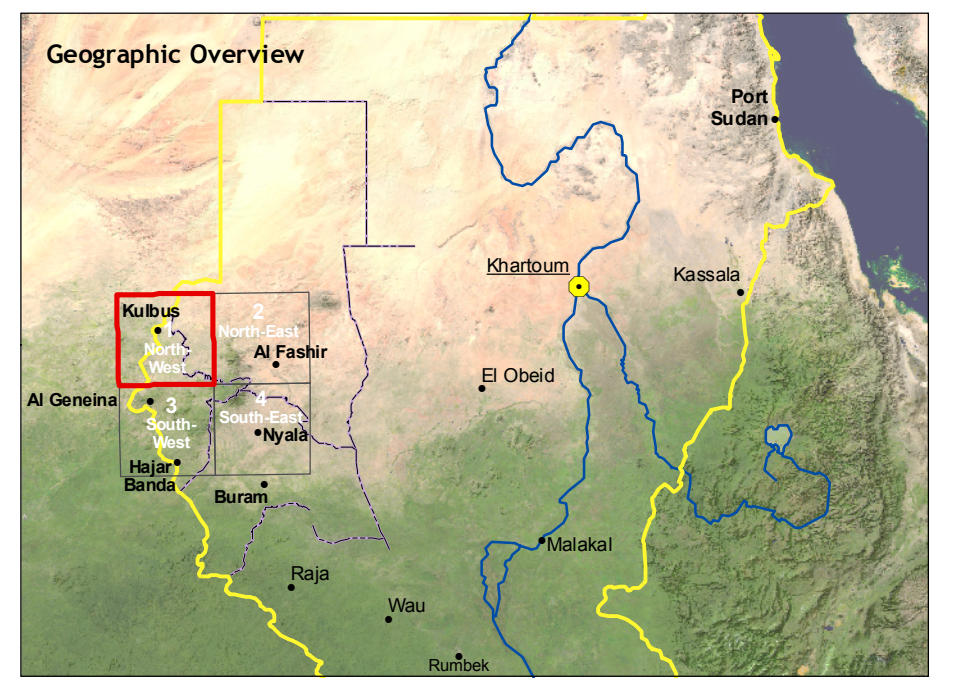 Geographic Overview
Port
Sudan
Khartoum
Kassala
Kulbus
1
North-
West
2
North-East
Al Fashir
El Obeid
Al Geneina
3
South-
West
4
South-East
Nyala
Hajar
Banda
Buram
Malakal
Raja
Wau
Rumbek